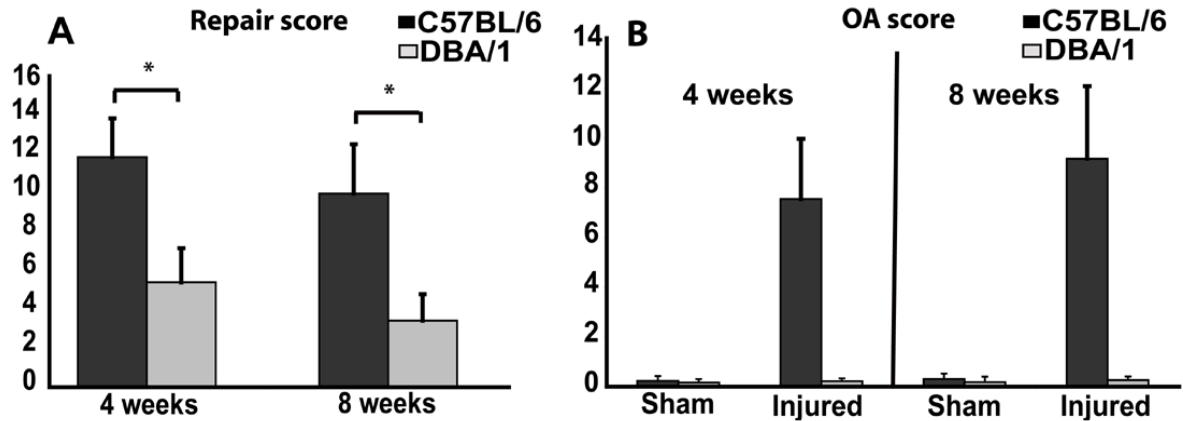 A
Repair score
C57BL/6
DBA/1
16
14
12
10
8
6
4
2
0
*
*
4 weeks
8 weeks
B
OA score
C57BL/6
DBA/1
14
12
10
8
6
4
2
0
4 weeks
8 weeks
Sham
Injured
Sham
Injured